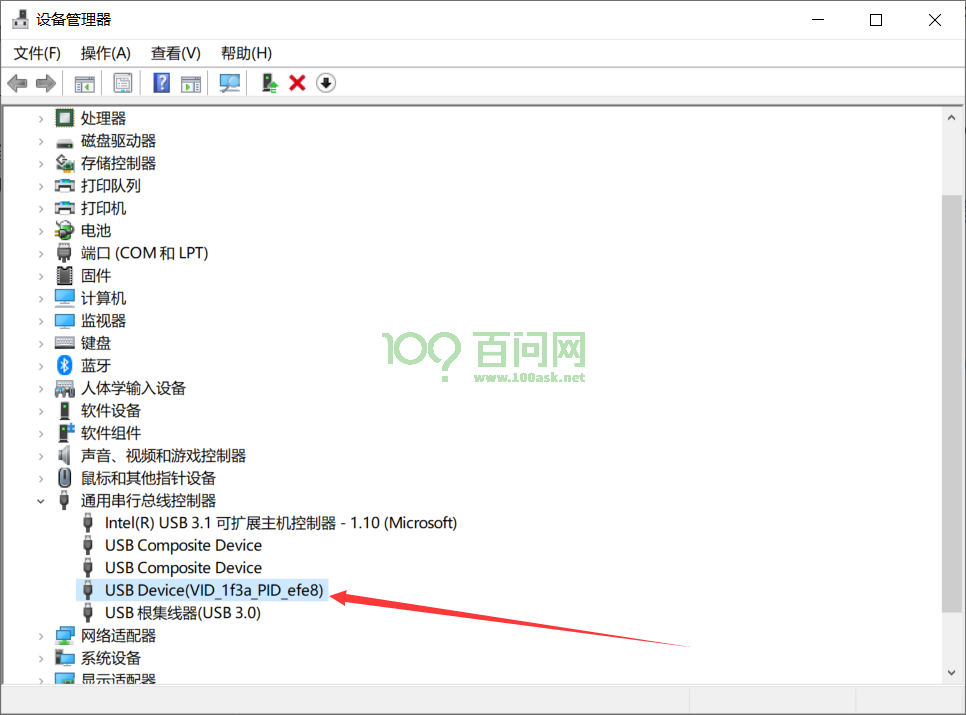 设备管理器
文件(F) 操作(A) 查看(V) 帮助(H)
处理器
磁盘驱动器
存储控制器
打印队列
打印机
电池
端口 (COM 和 LPT)
固件
计算机
监视器
键盘
蓝牙
人体学输入设备
软件设备
软件组件
声音、视频和游戏控制器
鼠标和其他指针设备
通用串行总线控制器
Intel(R) USB 3.1 可扩展主机控制器 - 1.10 (Microsoft)
USB Composite Device
USB Composite Device
USB Device(VID_1f3a_PID_efe8)
USB 根集线器(USB 3.0)
网络适配器
系统设备
显示适配器
100 百问网
www.100ask.net